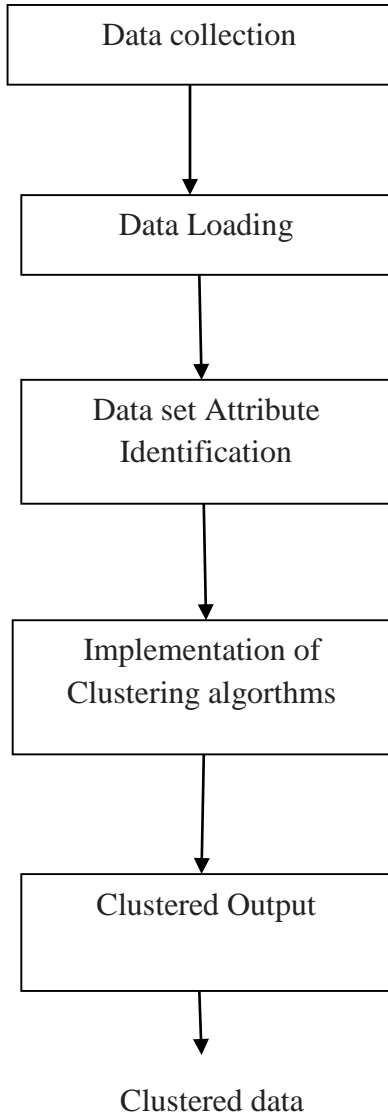 Data collection
Data Loading
Data set Attribute
Identification
Implementation of
Clustering algorthms
Clustered Output
Clustered data